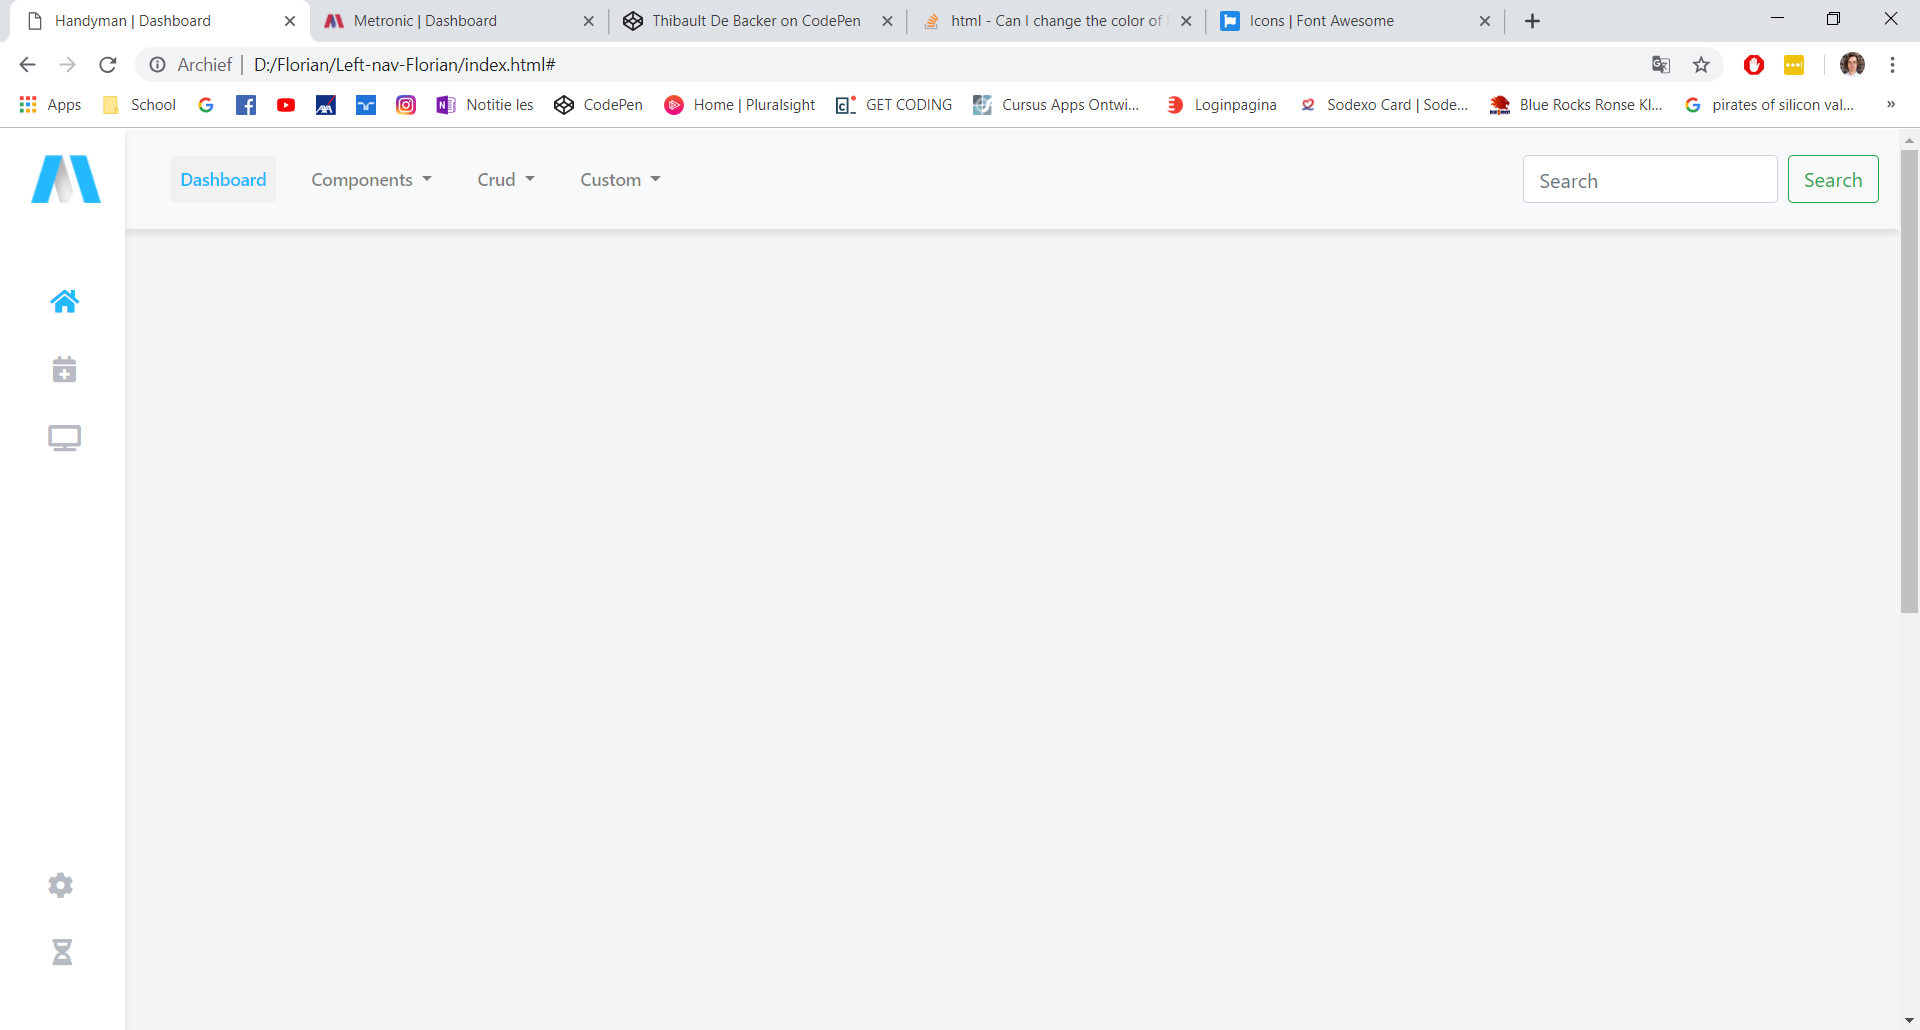 Handyman | Dashboard
Metronic | Dashboard
Thibault De Backer on CodePen
html - Can I change the color of
Icons | Font Awesome
Archief | D:/Florian/Left-nav-Florian/index.html#
Apps School Notitie les CodePen Home | Pluralsight GET CODING Cursus Apps Ontwi... Loginpagina Sodexo Card | Sode... Blue Rocks Ronse Kl... pirates of silicon val... »
Dashboard Components Crud Custom Search Search